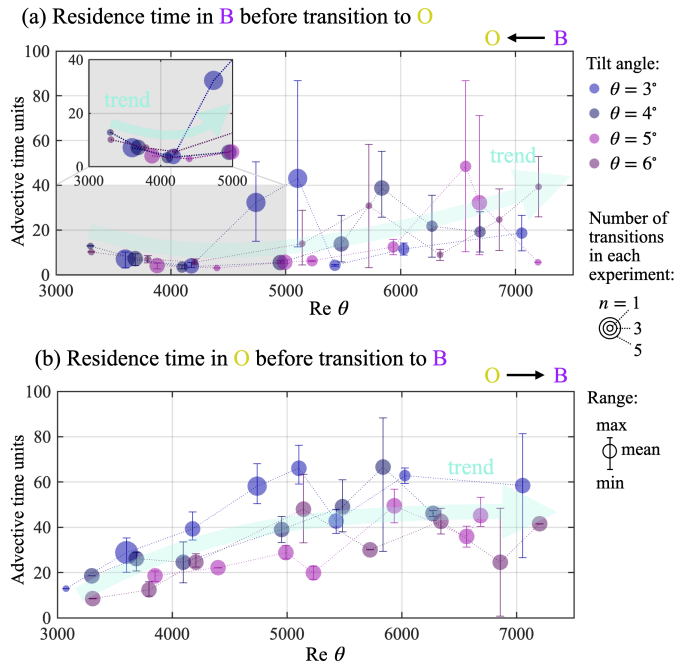 (a) Residence time in B before transition to O
O B
Advective time units
100
80
60
40
20
0
3000 4000 5000 6000 7000
Re θ
40
20
0
3000 4000 5000
trend
trend
Tilt angle:
θ = 3°
θ = 4°
θ = 5°
θ = 6°
Number of
transitions
in each
experiment:
n = 1
3
5
(b) Residence time in O before transition to B
O B
Advective time units
100
80
60
40
20
0
3000 4000 5000 6000 7000
Re θ
trend
Range:
max
mean
min